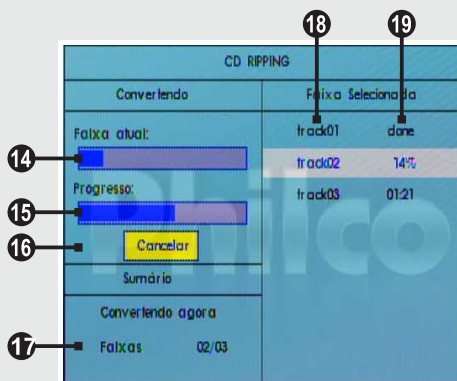 18 19
CD RIPPING
Convertendo
Faixa Selecionada
Faixa atual:
track01 done
14
track02 14%
Progresso:
track03 01:21
15
16
Cancelar
Philco
Sumário
Convertendo agora
17
Faixas 02/03